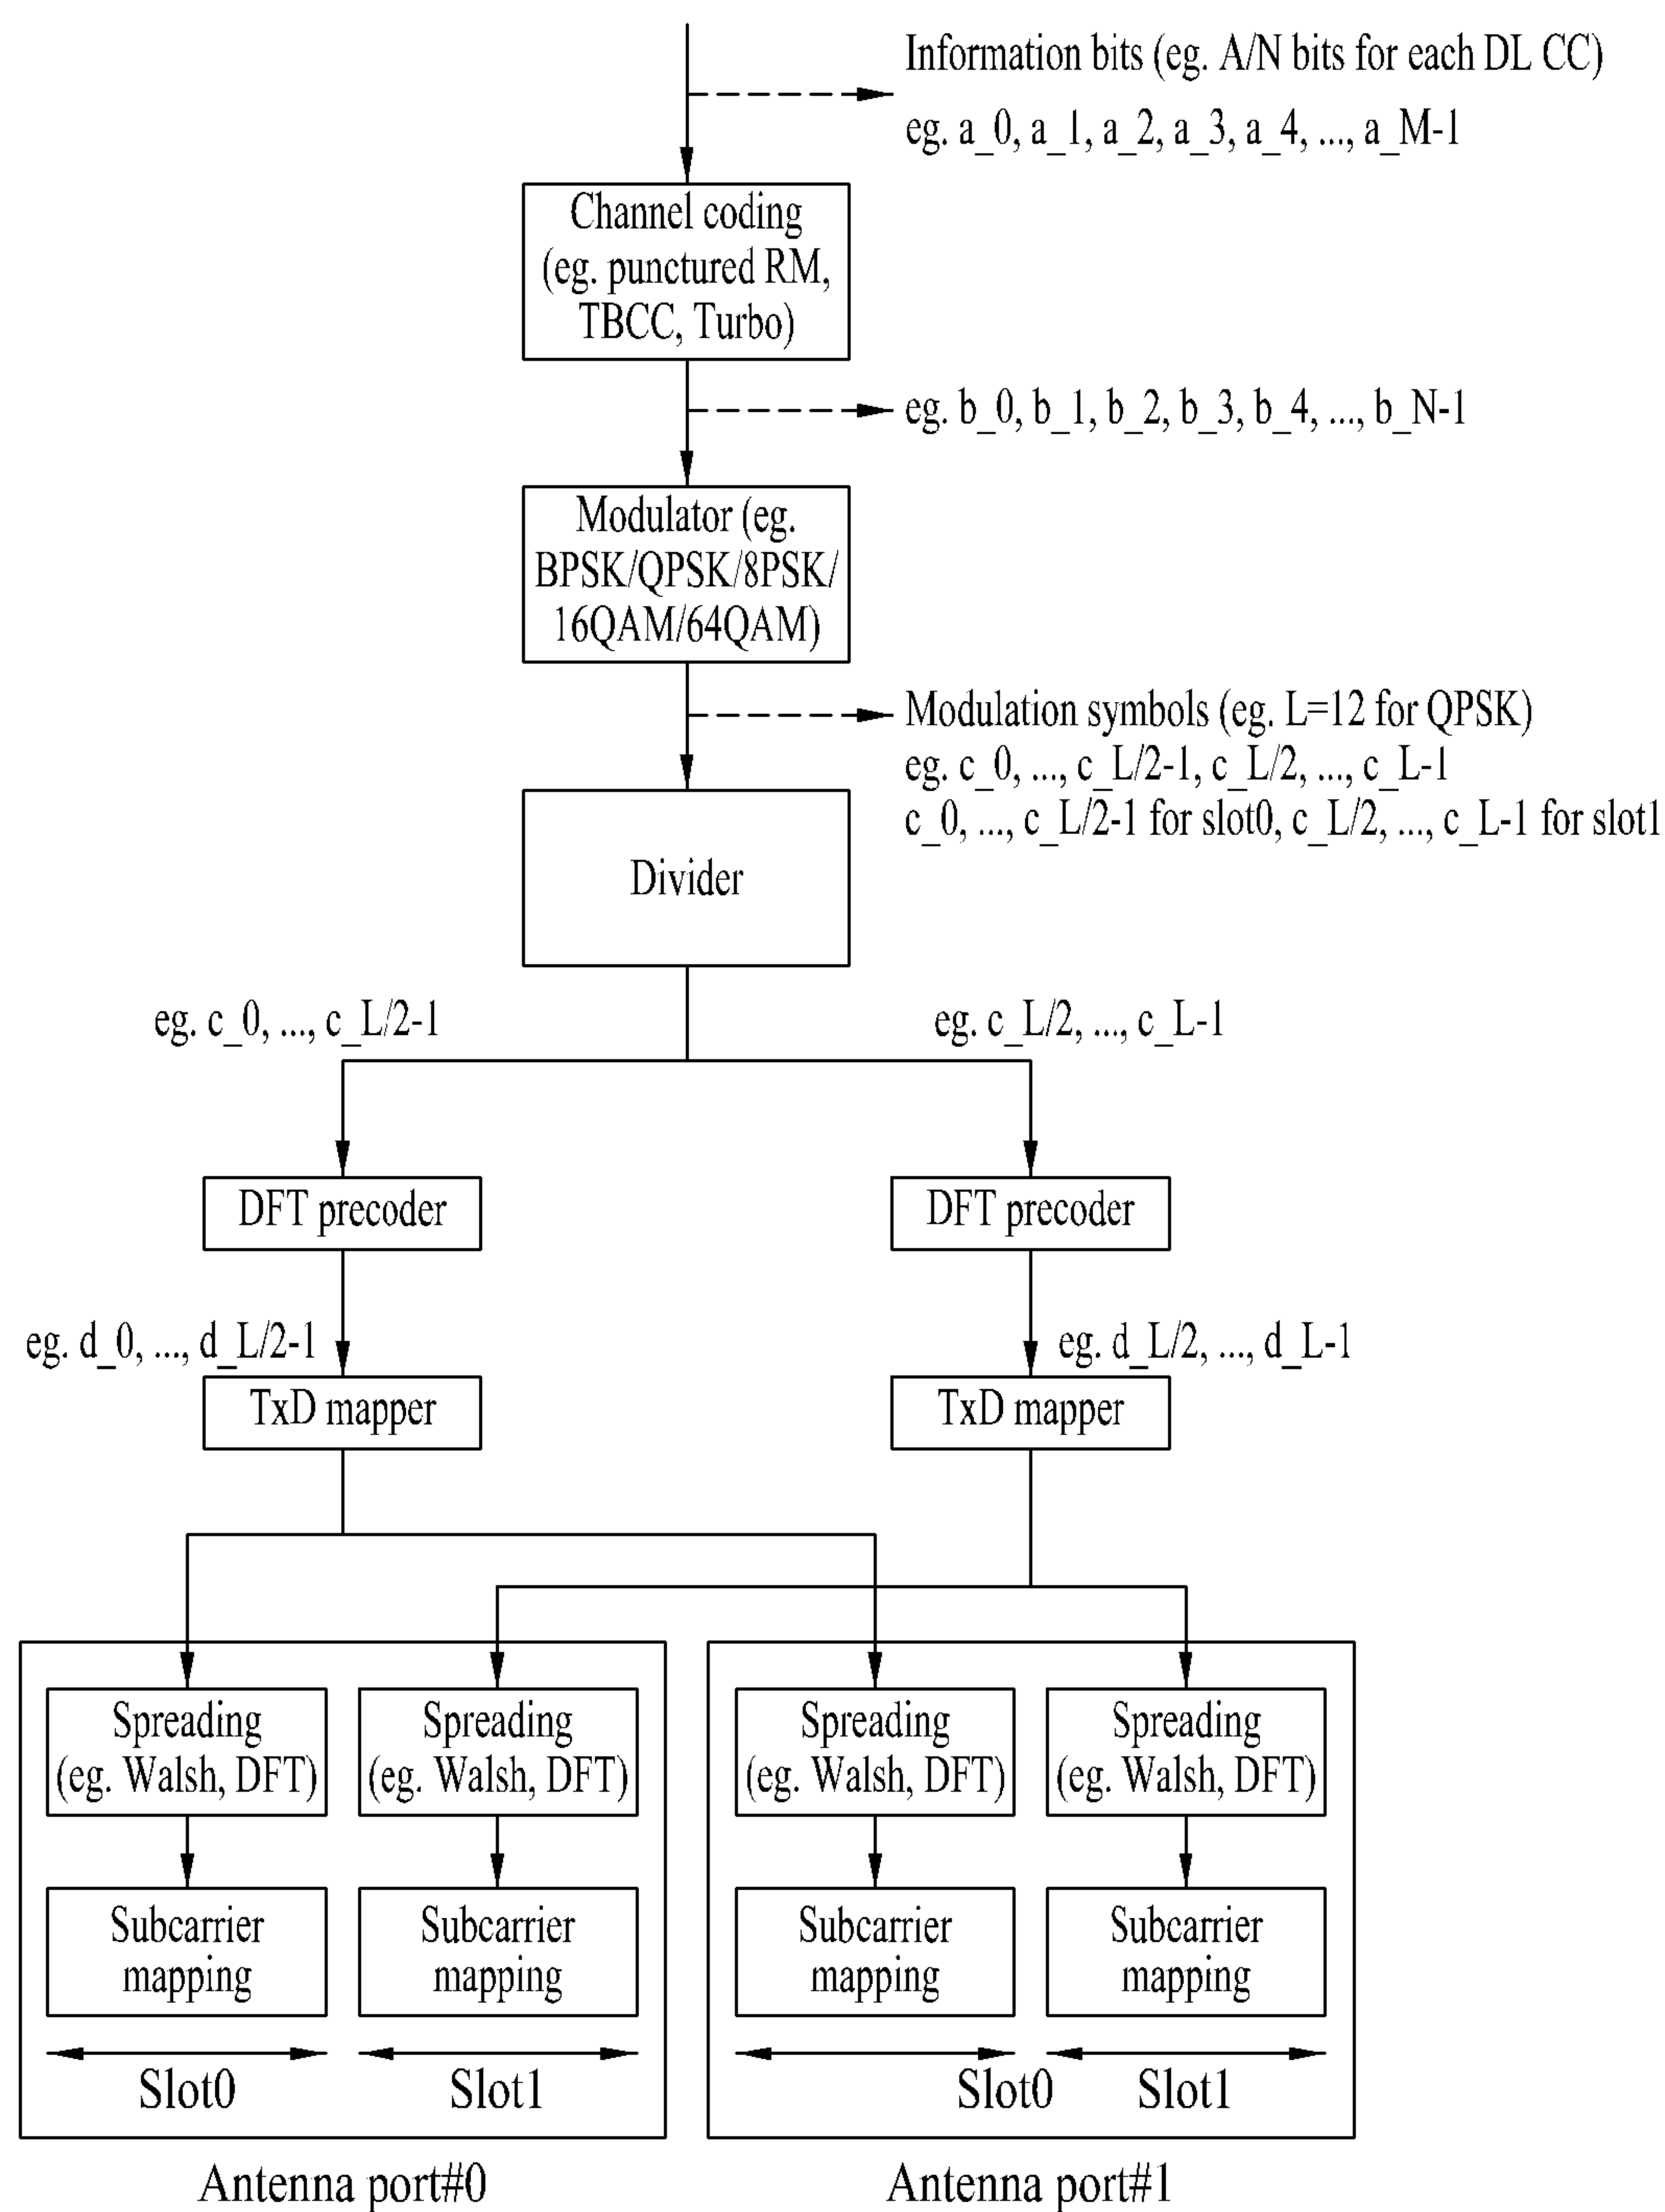 Information bits (eg. A/N bits for each DL CC)
eg. a_0, a_1, a_2, a_3, a_4, ..., a_M-1
Channel coding
(eg. punctured RM,
TBCC, Turbo)
eg. b_0, b_1, b_2, b_3, b_4, ..., b_N-1
Modulator (eg.
BPSK/QPSK/8PSK/
16QAM/64QAM)
Modulation symbols (eg. L=12 for QPSK)
eg. c_0, ..., c_L/2-1, c_L/2, ..., c_L-1
c_0, ..., c_L/2-1 for slot0, c_L/2, ..., c_L-1 for slot1
Divider
eg. c_0, ..., c_L/2-1
eg. c_L/2, ..., c_L-1
DFT precoder
DFT precoder
eg. d_0, ..., d_L/2-1
eg. d_L/2, ..., d_L-1
TxD mapper
TxD mapper
Spreading
(eg. Walsh, DFT)
Spreading
(eg. Walsh, DFT)
Spreading
(eg. Walsh, DFT)
Spreading
(eg. Walsh, DFT)
Subcarrier
mapping
Subcarrier
mapping
Subcarrier
mapping
Subcarrier
mapping
Slot0
Slot1
Slot0
Slot1
Antenna port#0
Antenna port#1